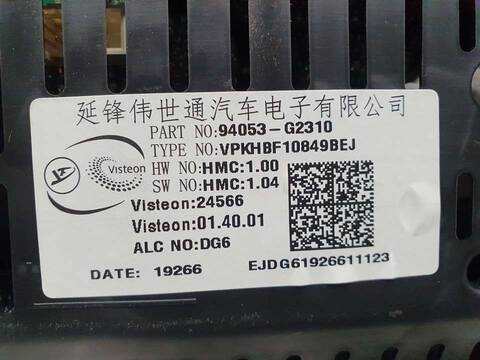 延锋伟世通汽车电子有限公司
PART NO:94053-G2310
TYPE NO:VPKHBF10849BEJ
HW NO:HMC:1.00
SW NO:HMC:1.04
Visteon
Visteon:24566
Visteon:01.40.01
ALC NO:DG6
DATE: 19266
EJDG61926611123